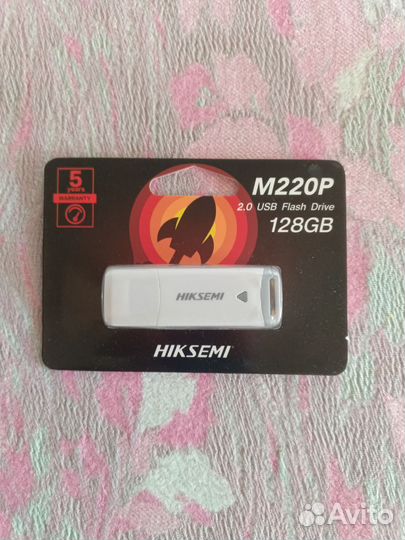 5
years
WARRANTY
M220P
2.0 USB Flash Drive
128GB
HIKSEMI
HIKSEMI
Avito